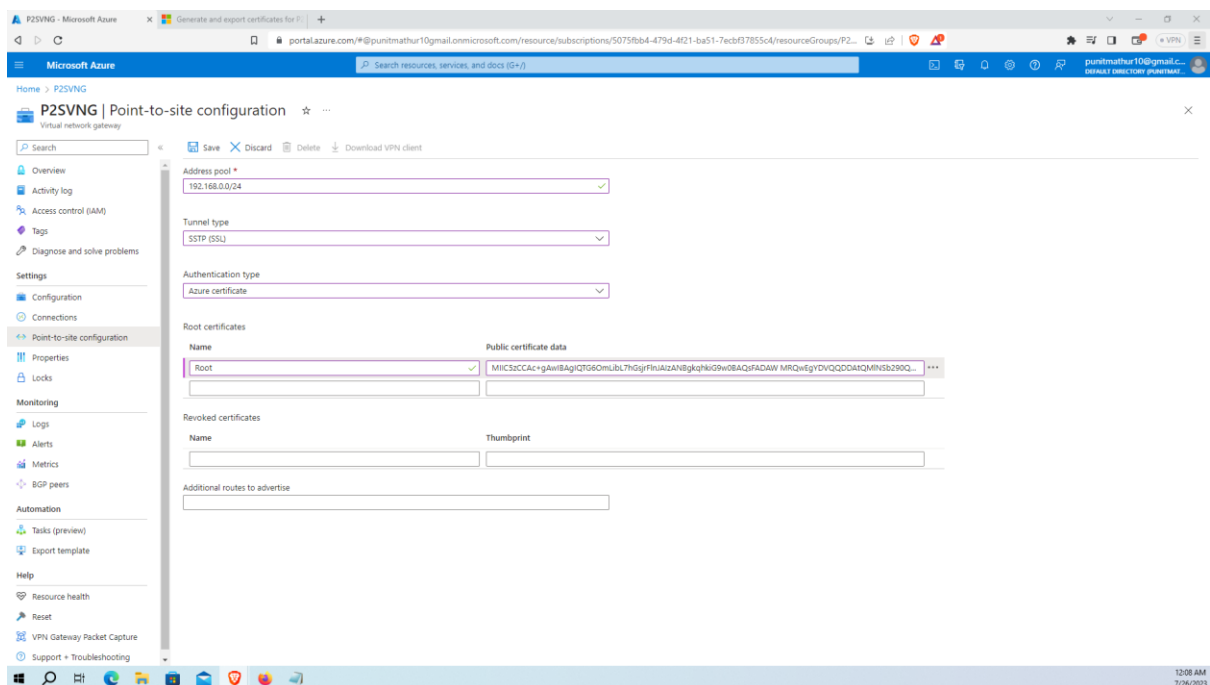 P2SVNG - Microsoft Azure
Generate and export certificates for P
portal.azure.com/#@punitmathur10gmail.onmicrosoft.com/resource/subscriptions/5075fbb4-479d-4f21-ba51-7ecbf37855c4/resourceGroups/P2...
VPN
Microsoft Azure
Search resources, services, and docs (G+/)
punitmathur10@gmail.c...
DEFAULT DIRECTORY (PUNITMAT...
Home > P2SVNG
P2SVNG | Point-to-site configuration
Virtual network gateway
Search
Save Discard Delete Download VPN client
Overview
Activity log
Access control (IAM)
Tags
Diagnose and solve problems
Settings
Configuration
Connections
Point-to-site configuration
Properties
Locks
Monitoring
Logs
Alerts
Metrics
BGP peers
Automation
Tasks (preview)
Export template
Help
Resource health
Reset
VPN Gateway Packet Capture
Support + Troubleshooting
Address pool *
192.168.0.0/24
Tunnel type
SSTP (SSL)
Authentication type
Azure certificate
Root certificates
Name Public certificate data
Root
Revoked certificates
Name Thumbprint
Additional routes to advertise
12:08 AM
7/26/2023